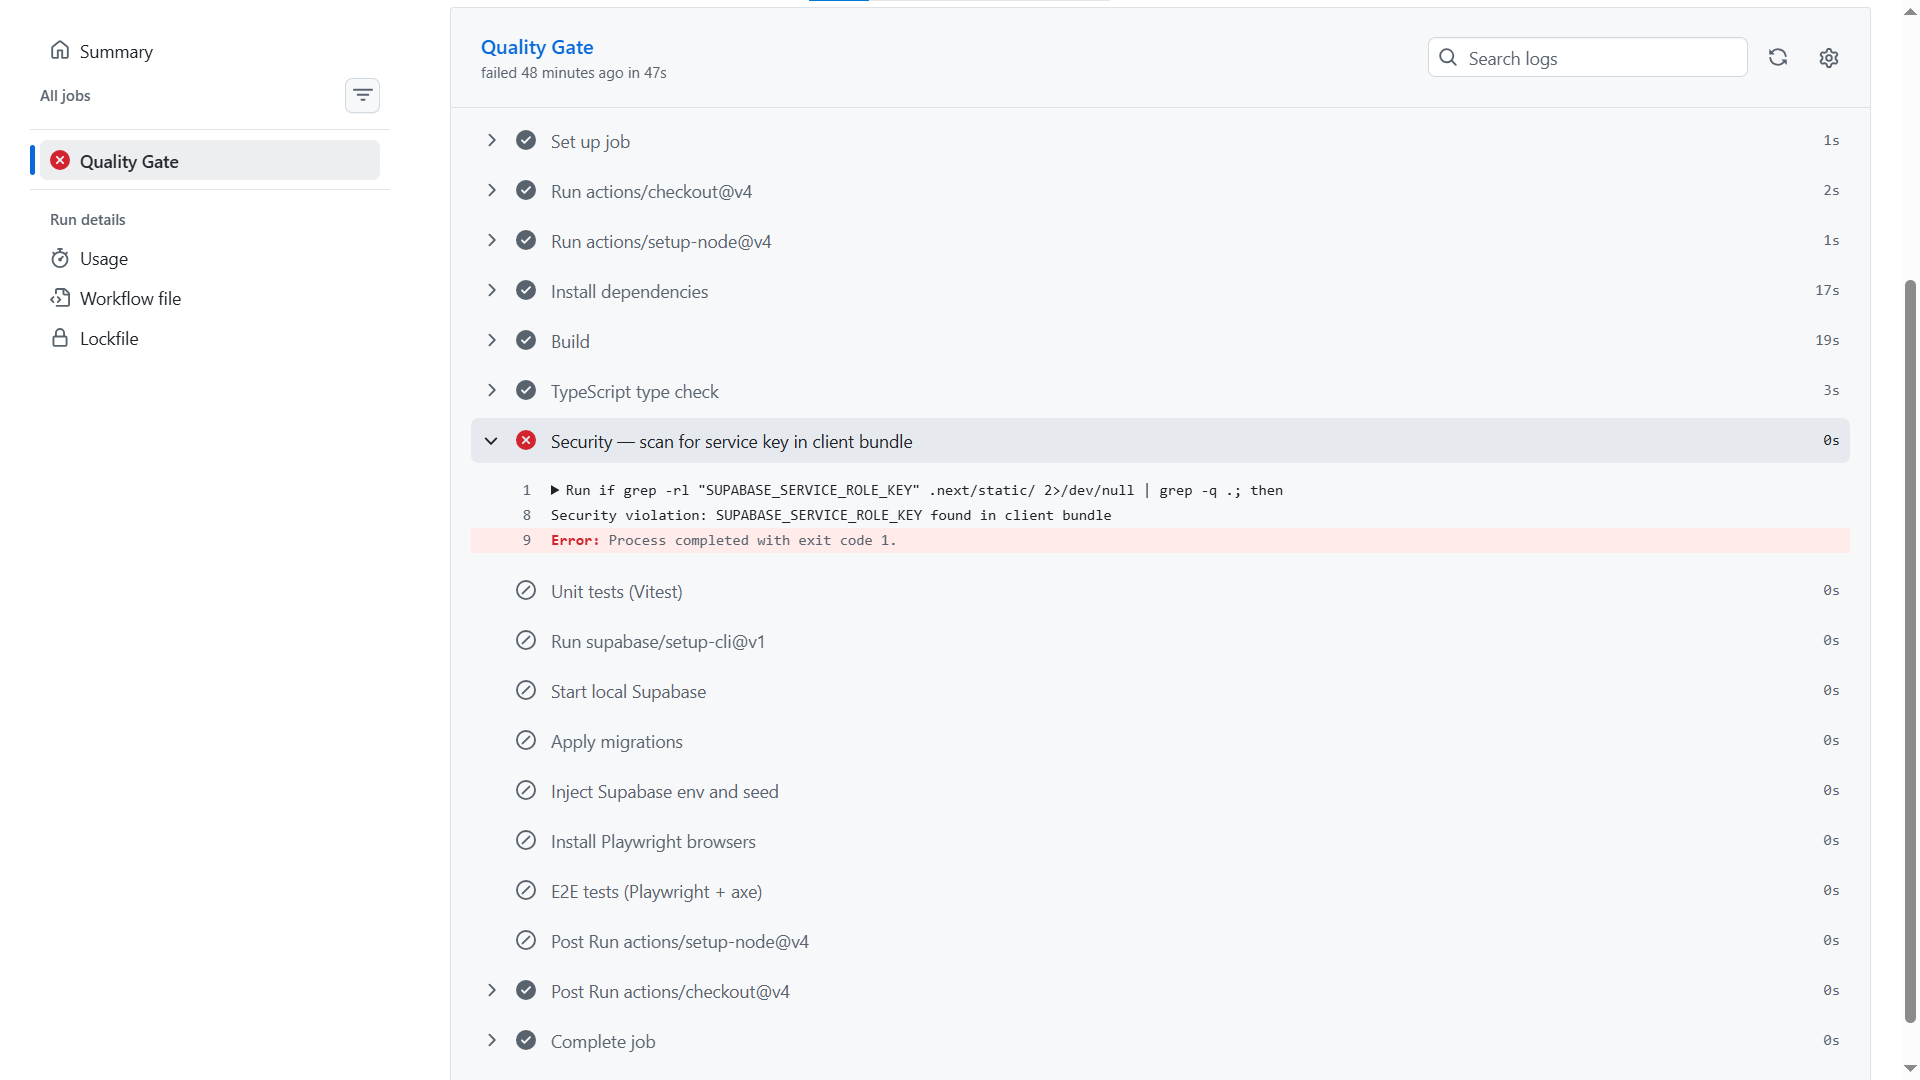 Summary
All jobs
Quality Gate
Run details
Usage
Workflow file
Lockfile
Quality Gate
failed 48 minutes ago in 47s
Search logs
Set up job 1s
Run actions/checkout@v4 2s
Run actions/setup-node@v4 1s
Install dependencies 17s
Build 19s
TypeScript type check 3s
Security — scan for service key in client bundle 0s
1 Run if grep -rl "SUPABASE_SERVICE_ROLE_KEY" .next/static/ 2>/dev/null | grep -q .; then
8 Security violation: SUPABASE_SERVICE_ROLE_KEY found in client bundle
9 Error: Process completed with exit code 1.
Unit tests (Vitest) 0s
Run supabase/setup-cli@v1 0s
Start local Supabase 0s
Apply migrations 0s
Inject Supabase env and seed 0s
Install Playwright browsers 0s
E2E tests (Playwright + axe) 0s
Post Run actions/setup-node@v4 0s
Post Run actions/checkout@v4 0s
Complete job 0s